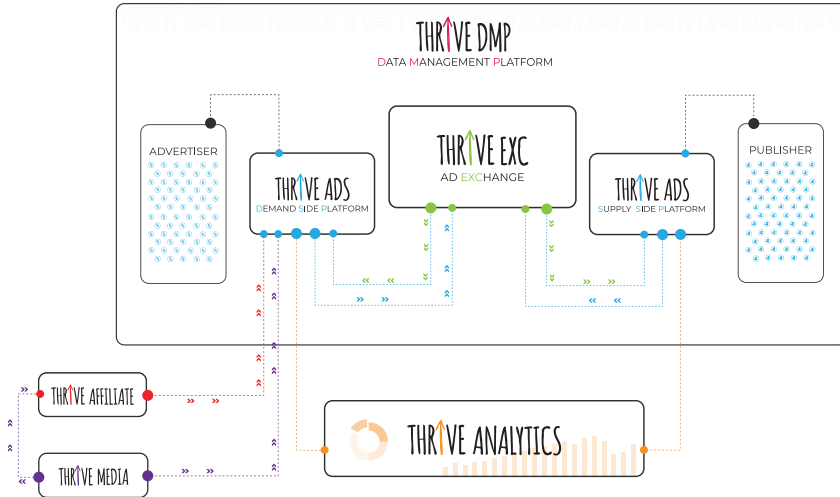 THRIVE DMP
DATA MANAGEMENT PLATFORM
ADVERTISER
THRIVE ADS
DEMAND SIDE PLATFORM
THRIVE EXC
AD EXCHANGE
THRIVE ADS
SUPPLY SIDE PLATFORM
PUBLISHER
THRIVE AFFILIATE
THRIVE MEDIA
THRIVE ANALYTICS